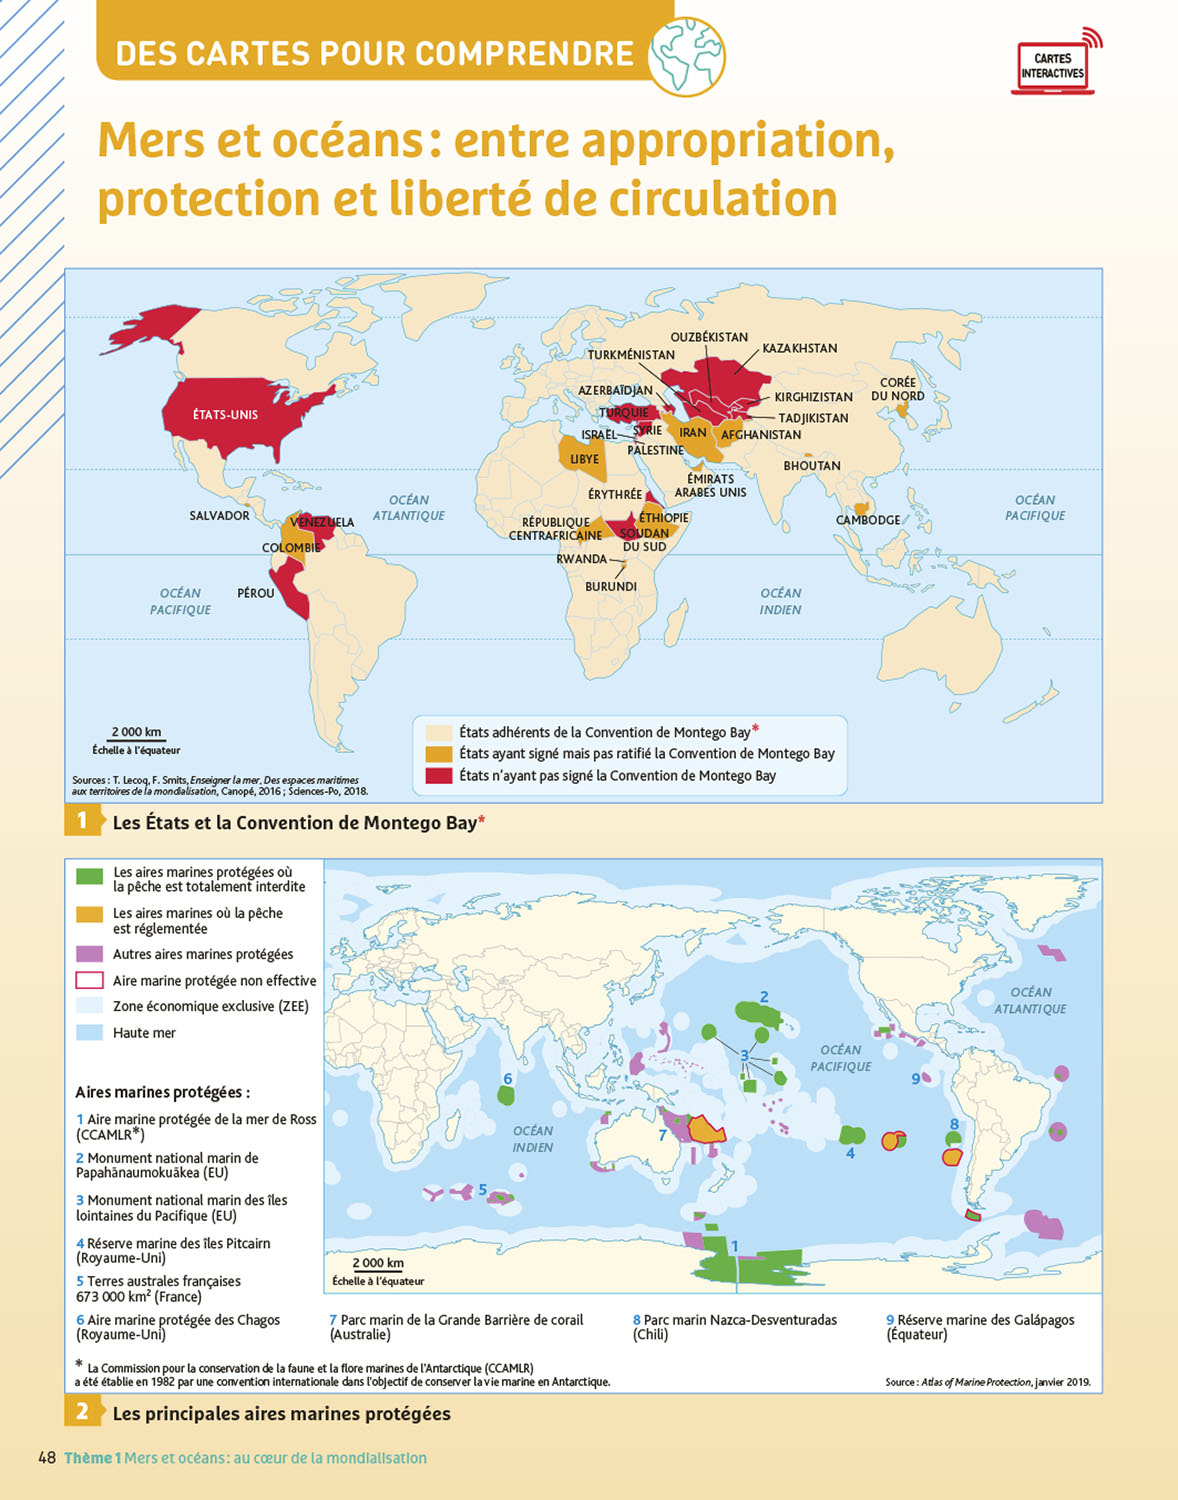 DES CARTES POUR COMPRENDRE
CARTES
INTERACTIVES
Mers et océans : entre appropriation,
protection et liberté de circulation
OUZBÉKISTAN
KAZAKHSTAN
TURKMÉNISTAN
CORÉE
DU NORD
AZERBAÏDJAN
KIRGHIZISTAN
ÉTATS-UNIS
TURQUIE
TADJIKISTAN
ISRAËL
SYRIE
IRAN
AFGHANISTAN
PALESTINE
LIBYE
BHOUTAN
ÉMIRATS
ARABES UNIS
ÉRYTHRÉE
OCÉAN
ATLANTIQUE
OCÉAN
PACIFIQUE
SALVADOR
VENEZUELA
RÉPUBLIQUE
CENTRAFRICAINE
ÉTHIOPIE
CAMBODGE
SOUDAN
DU SUD
COLOMBIE
RWANDA
BURUNDI
PÉROU
OCÉAN
PACIFIQUE
OCÉAN
INDIEN
2 000 km
Échelle à l'équateur
États adhérents de la Convention de Montego Bay*
États ayant signé mais pas ratifié la Convention de Montego Bay
États n'ayant pas signé la Convention de Montego Bay
Sources : T. Lecoq, F. Smits, Enseigner la mer. Des espaces maritimes
aux territoires de la mondialisation, Canopé, 2016 ; Sciences-Po, 2018.
1 Les États et la Convention de Montego Bay*
Les aires marines protégées où
la pêche est totalement interdite
Les aires marines où la pêche
est réglementée
Autres aires marines protégées
Aire marine protégée non effective
Zone économique exclusive (ZEE)
Haute mer
Aires marines protégées :
1 Aire marine protégée de la mer de Ross
(CCAMLR*)
2 Monument national marin de
Papahānaumokuākea (EU)
3 Monument national marin des îles
lointaines du Pacifique (EU)
4 Réserve marine des îles Pitcairn
(Royaume-Uni)
5 Terres australes françaises
673 000 km² (France)
6 Aire marine protégée des Chagos
(Royaume-Uni)
7 Parc marin de la Grande Barrière de corail
(Australie)
8 Parc marin Nazca-Desventuradas
(Chili)
9 Réserve marine des Galápagos
(Équateur)
OCÉAN
ATLANTIQUE
2
3
OCÉAN
PACIFIQUE
6
9
OCÉAN
INDIEN
7
8
4
5
1
2 000 km
Échelle à l'équateur
* La Commission pour la conservation de la faune et la flore marines de l'Antarctique (CCAMLR)
a été établie en 1982 par une convention internationale dans l'objectif de conserver la vie marine en Antarctique.
Source : Atlas of Marine Protection, janvier 2019.
2 Les principales aires marines protégées
48 Thème 1 Mers et océans : au cœur de la mondialisation